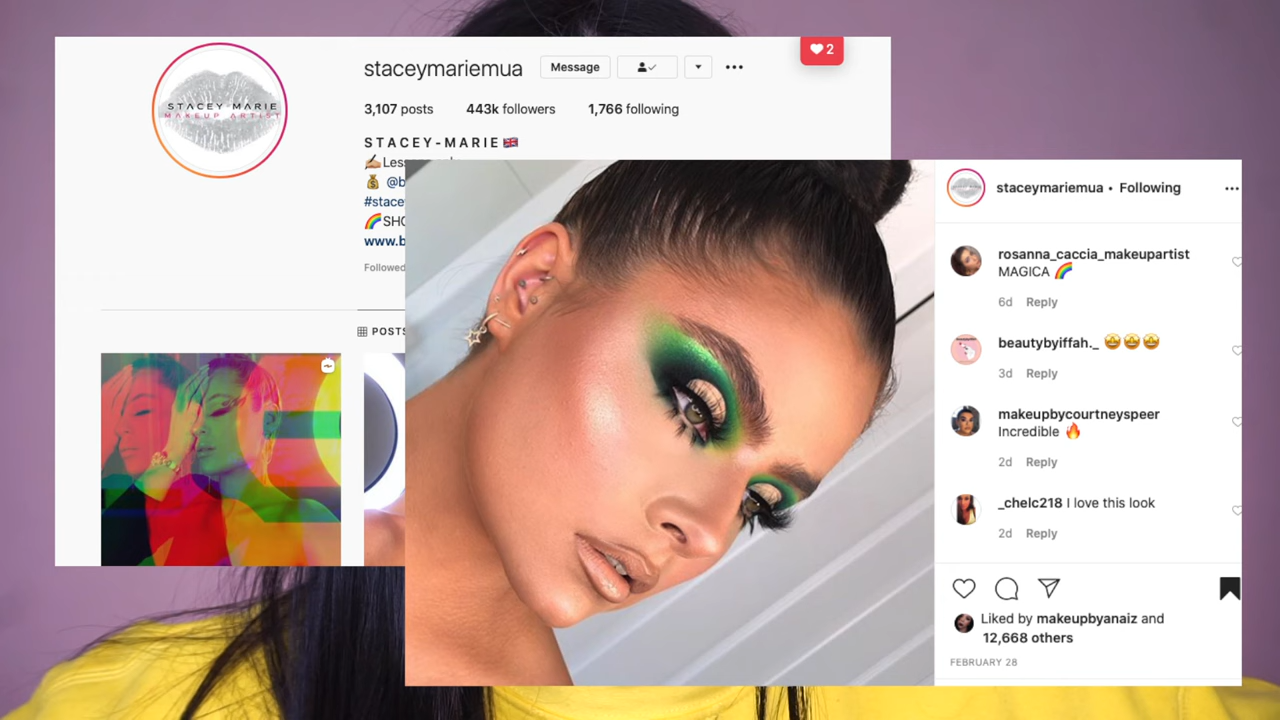 STACEY MARIE
MAKEUP ARTIST
staceymariemua
Message
2
3,107 posts 443k followers 1,766 following
STACEY-MARIE
www.b
Followed
POSTS
staceymariemua • Following
rosanna_caccia_makeupartist
MAGICA
6d Reply
beautybyiffah._
3d Reply
makeupbycourtneyspeer
Incredible
2d Reply
_chelc218 I love this look
2d Reply
Liked by makeupbyanaiz and
12,668 others
FEBRUARY 28